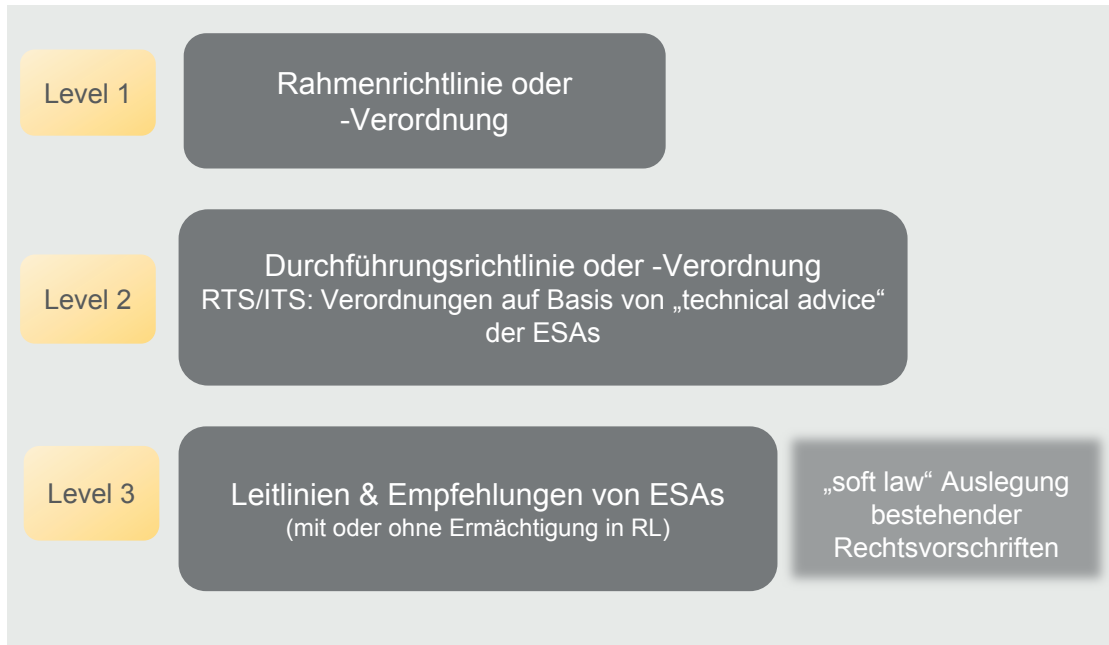 Level 1
Rahmenrichtlinie oder
-Verordnung
Level 2
Durchführungsrichtlinie oder -Verordnung
RTS/ITS: Verordnungen auf Basis von „technical advice“
der ESAs
Level 3
Leitlinien & Empfehlungen von ESAs
(mit oder ohne Ermächtigung in RL)
„soft law“ Auslegung
bestehender
Rechtsvorschriften